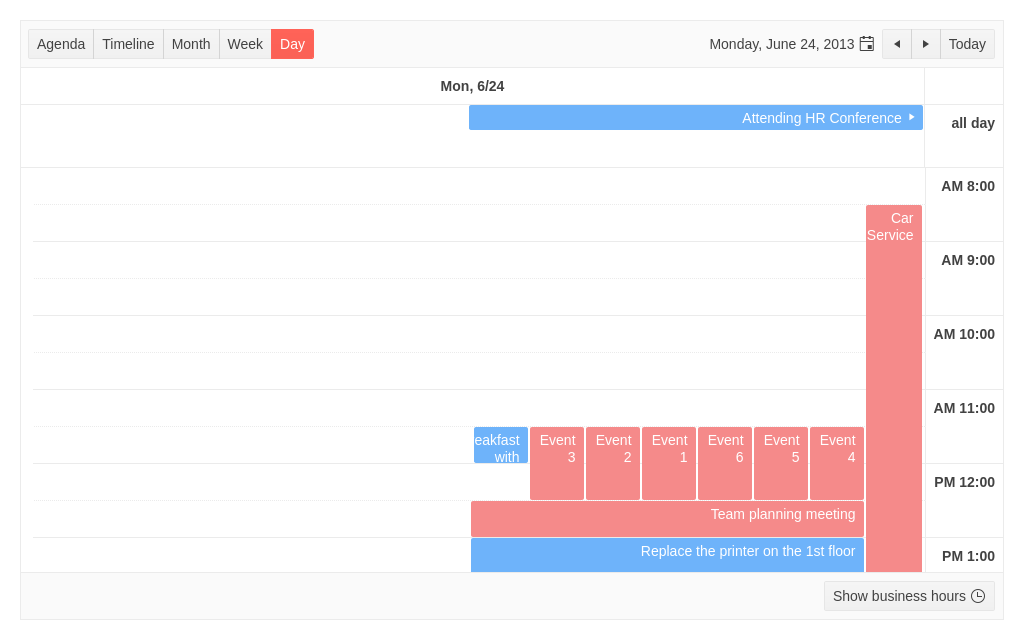 Agenda Timeline Month Week Day
Monday, June 24, 2013
Today
Mon, 6/24
Attending HR Conference
all day
AM 8:00
Car
Service
AM 9:00
AM 10:00
AM 11:00
eakfast
with
Event
3
Event
2
Event
1
Event
6
Event
5
Event
4
PM 12:00
Team planning meeting
Replace the printer on the 1st floor
PM 1:00
Show business hours